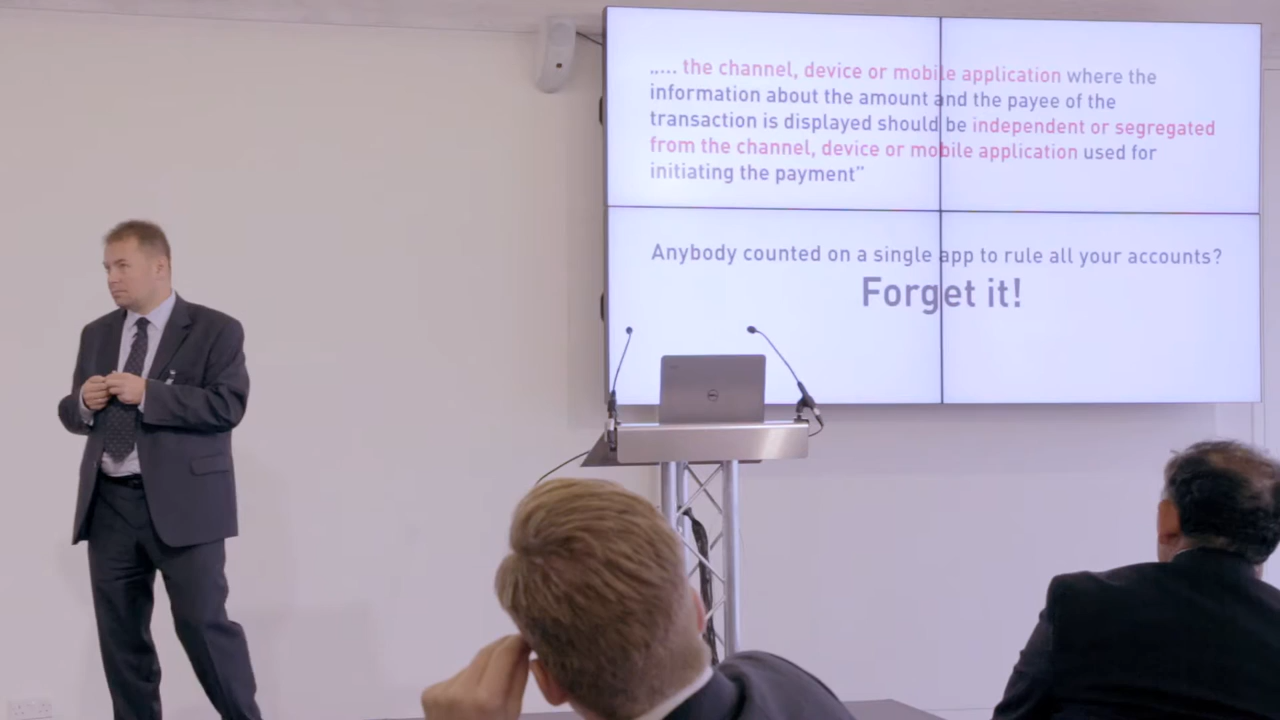 „... the channel, device or mobile application where the
information about the amount and the payee of the
transaction is displayed should be independent or segregated
from the channel, device or mobile application used for
initiating the payment”
Anybody counted on a single app to rule all your accounts?
Forget it!
DELL